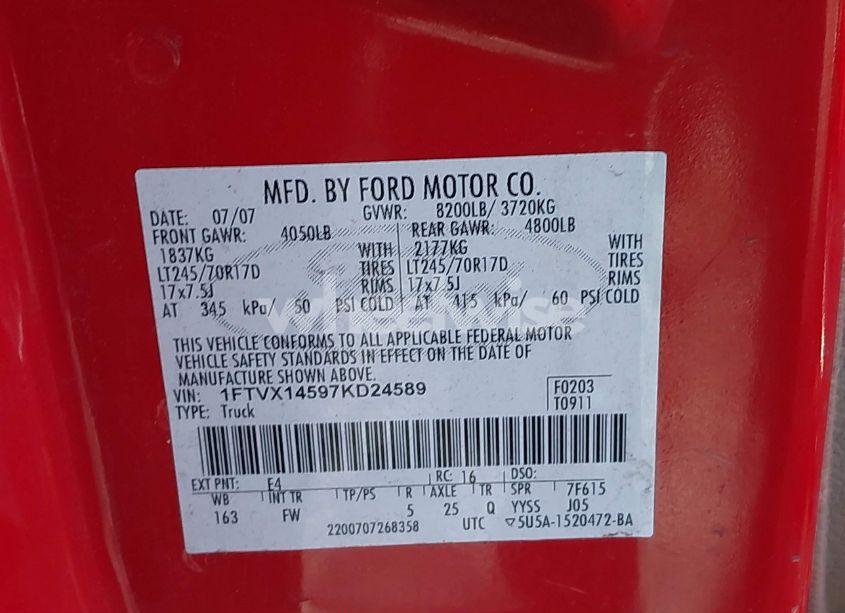 MFD. BY FORD MOTOR CO.
DATE: 07/07 GVWR: 8200LB/ 3720KG
FRONT GAWR: 4050LB REAR GAWR: 4800LB
1837KG WITH 2177KG WITH
LT245/70R17D TIRES LT245/70R17D TIRES
17x7.5J RIMS 17x7.5J RIMS
AT 345 kPa/ 50 PSI COLD AT 415 kPa/ 60 PSI COLD
THIS VEHICLE CONFORMS TO ALL APPLICABLE FEDERAL MOTOR
VEHICLE SAFETY STANDARDS IN EFFECT ON THE DATE OF
MANUFACTURE SHOWN ABOVE.
VIN: 1FTVX14597KD24589 F0203
TYPE: Truck T0911
EXT PNT: E4 RC: 16 DSO:
WB INT TR TP/PS R AXLE TR SPR 7F615
163 FW 5 25 Q YYSS J05
2200707268358 UTC ▽5U5A-1520472-BA